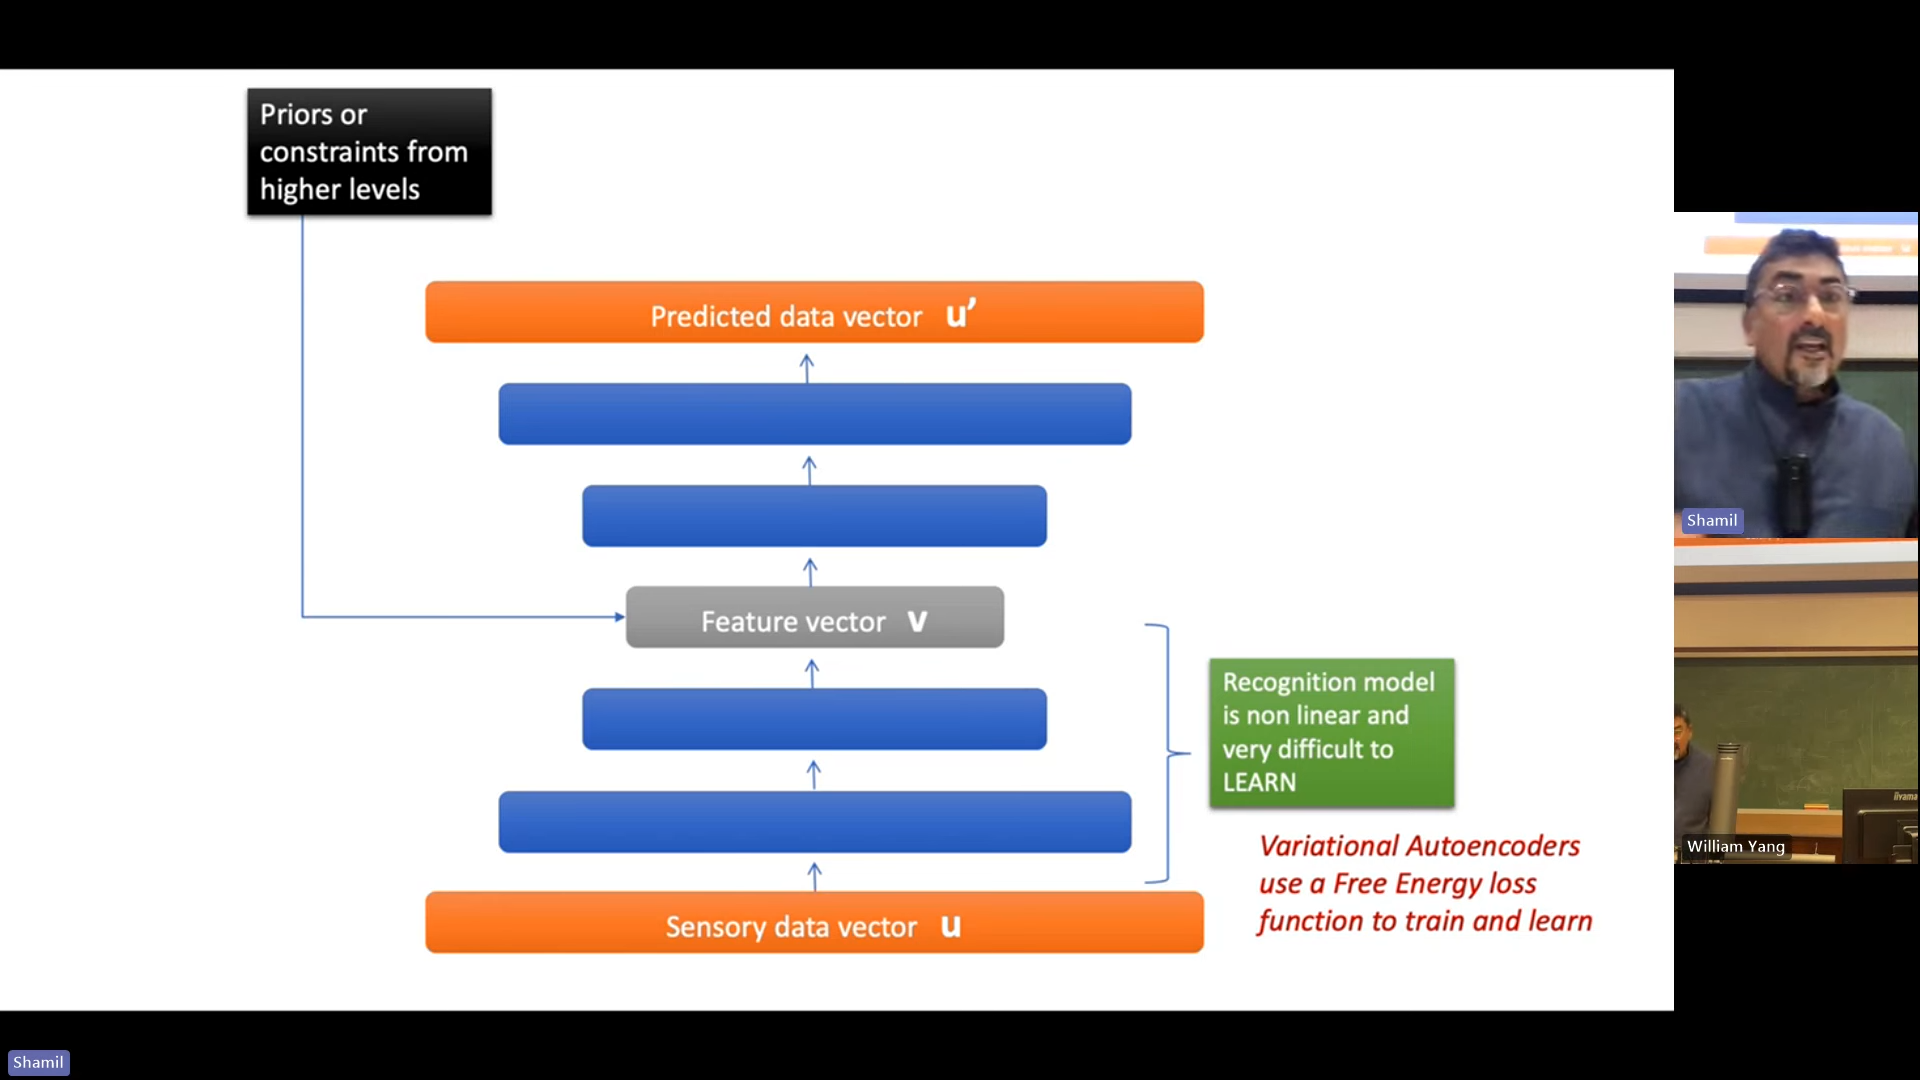 Priors or
constraints from
higher levels
Predicted data vector u’
Feature vector v
Recognition model
is non linear and
very difficult to
LEARN
Variational Autoencoders
use a Free Energy loss
function to train and learn
Sensory data vector u
Shamil
iiyama
William Yang
Shamil